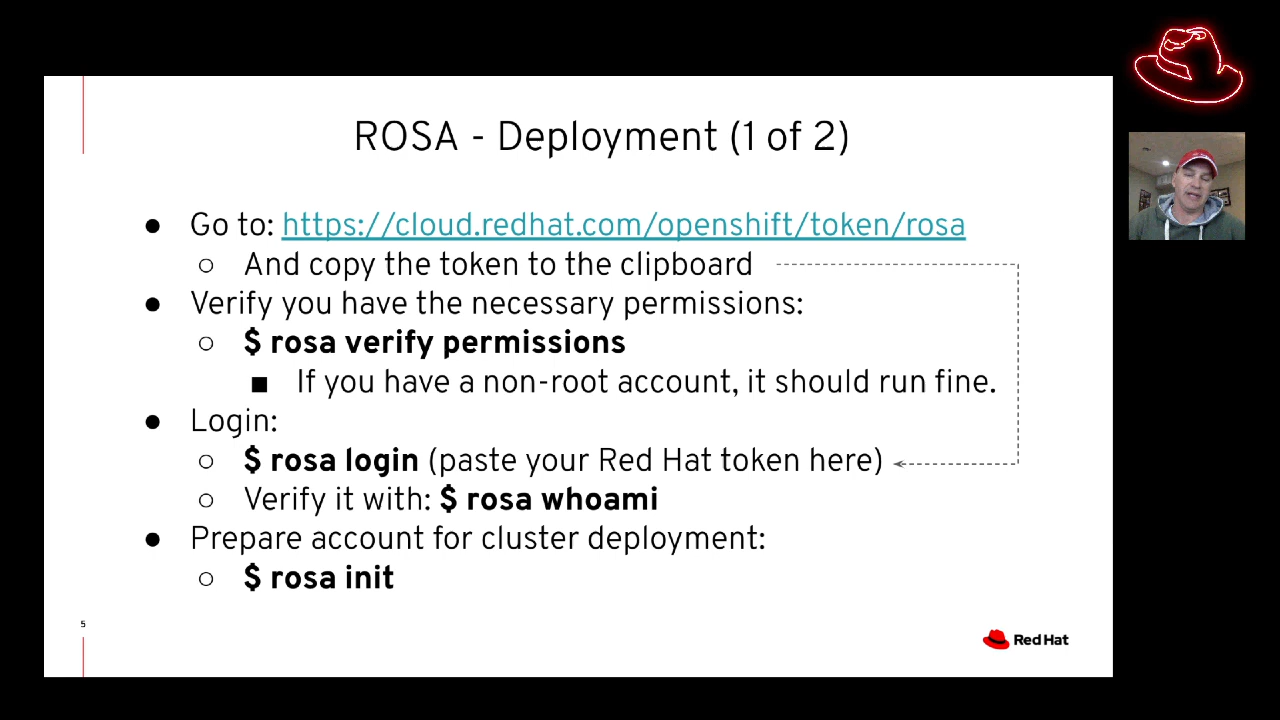 ROSA - Deployment (1 of 2)
● Go to: https://cloud.redhat.com/openshift/token/rosa
○ And copy the token to the clipboard
● Verify you have the necessary permissions:
○ $ rosa verify permissions
■ If you have a non-root account, it should run fine.
● Login:
○ $ rosa login (paste your Red Hat token here)
○ Verify it with: $ rosa whoami
● Prepare account for cluster deployment:
○ $ rosa init
5
Red Hat